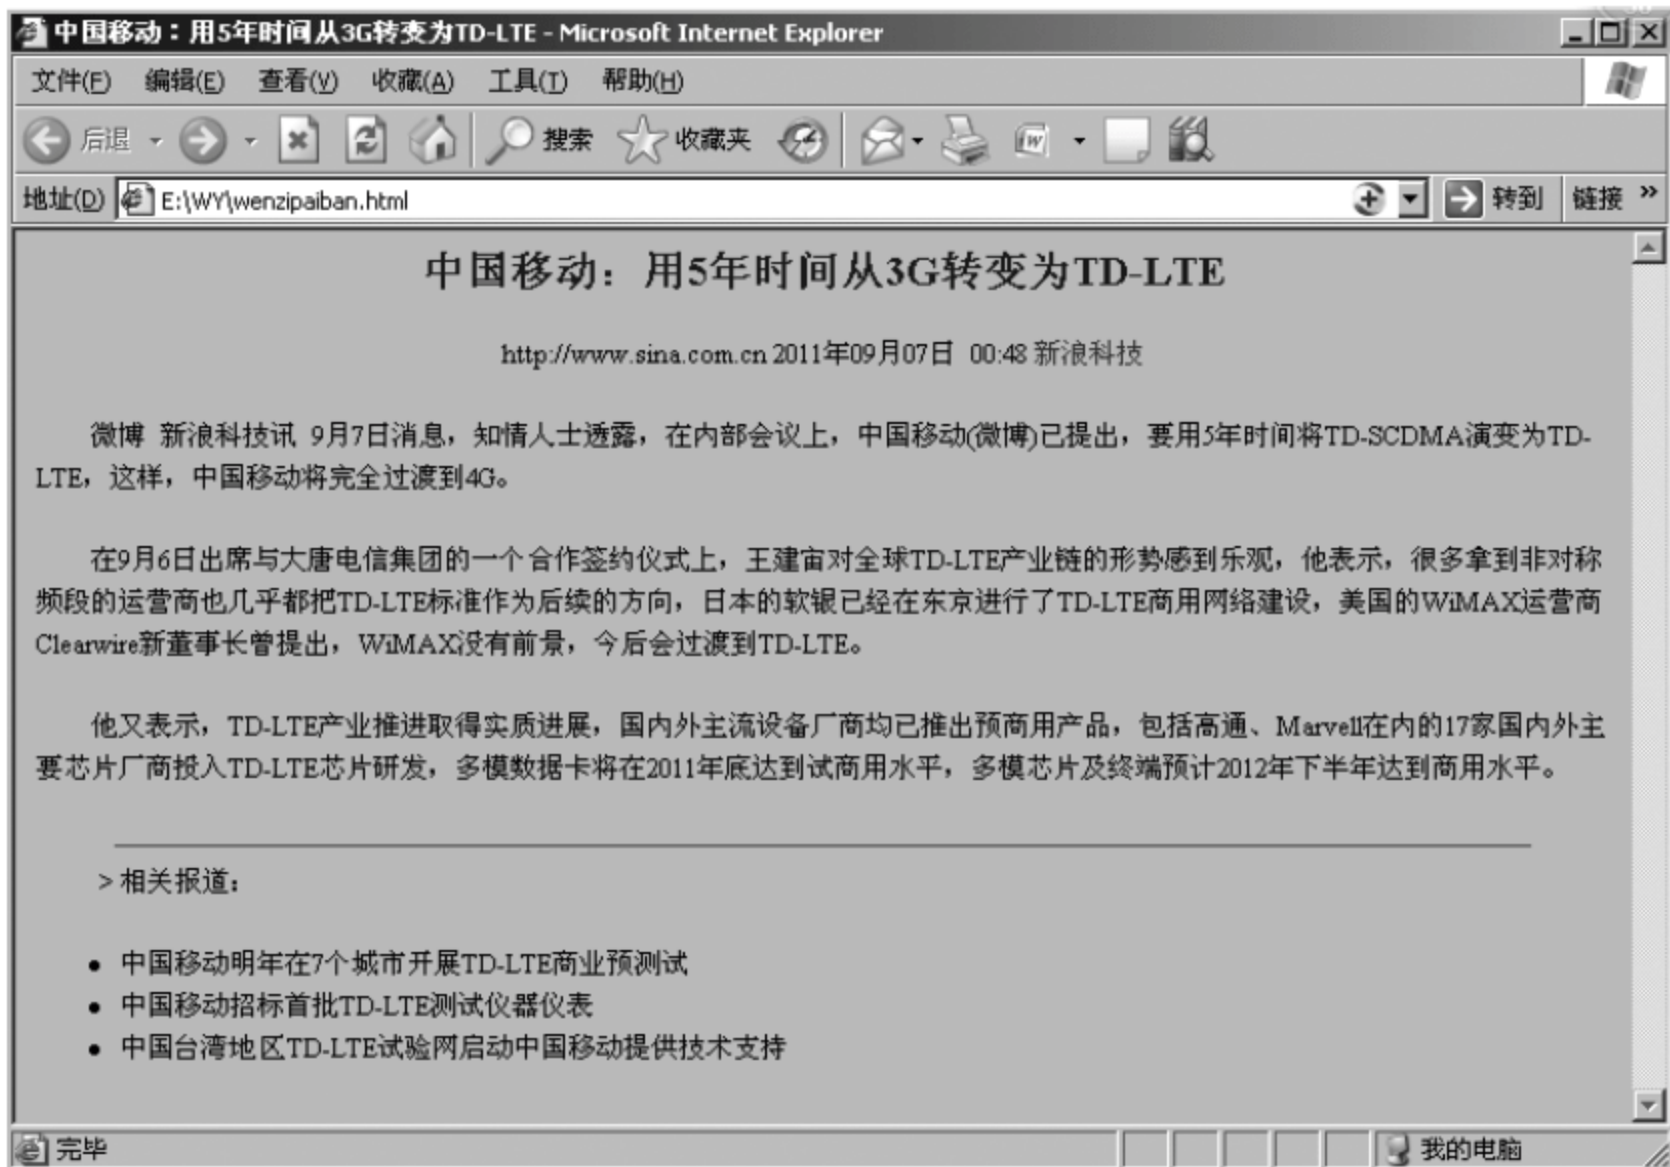 中国移动：用5年时间从3G转变为TD-LTE - Microsoft Internet Explorer
文件(F) 编辑(E) 查看(V) 收藏(A) 工具(T) 帮助(H)
后退 搜索 收藏夹
地址(D) E:\WY\wenzipaiban.html 转到 链接 »
中国移动：用5年时间从3G转变为TD-LTE
http://www.sina.com.cn 2011年09月07日 00:48 新浪科技
微博 新浪科技讯 9月7日消息，知情人士透露，在内部会议上，中国移动(微博)已提出，要用5年时间将TD-SCDMA演变为TD-
LTE，这样，中国移动将完全过渡到4G。
在9月6日出席与大唐电信集团的一个合作签约仪式上，王建宙对全球TD-LTE产业链的形势感到乐观，他表示，很多拿到非对称
频段的运营商也几乎都把TD-LTE标准作为后续的方向，日本的软银已经在东京进行了TD-LTE商用网络建设，美国的WiMAX运营商
Clearwire新董事长曾提出，WiMAX没有前景，今后会过渡到TD-LTE。
他又表示，TD-LTE产业推进取得实质进展，国内外主流设备厂商均已推出预商用产品，包括高通、Marvell在内的17家国内外主
要芯片厂商投入TD-LTE芯片研发，多模数据卡将在2011年底达到试商用水平，多模芯片及终端预计2012年下半年达到商用水平。
> 相关报道：
• 中国移动明年在7个城市开展TD-LTE商业预测试
• 中国移动招标首批TD-LTE测试仪器仪表
• 中国台湾地区TD-LTE试验网启动中国移动提供技术支持
完毕 我的电脑